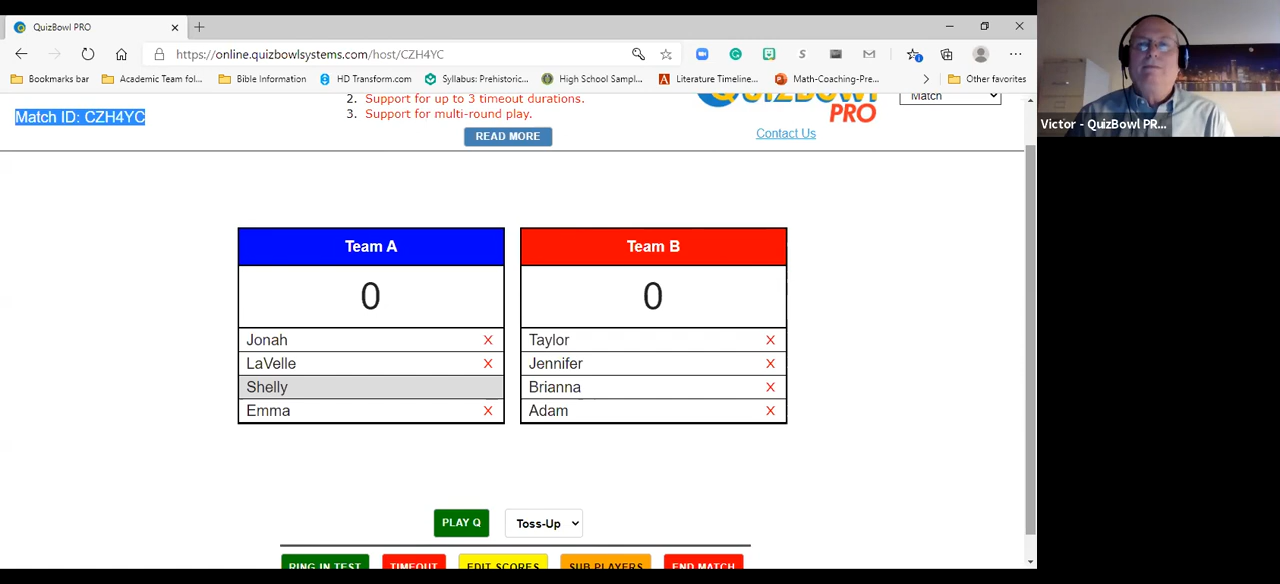 QuizBowl PRO
https://online.quizbowlsystems.com/host/CZH4YC
Bookmarks bar
Academic Team fol...
Bible Information
HD Transform.com
Syllabus: Prehistoric...
High School Sampl...
Literature Timeline...
Math-Coaching-Pre...
Other favorites
Match ID: CZH4YC
2. Support for up to 3 timeout durations.
3. Support for multi-round play.
READ MORE
QUIZBOWL
PRO
Contact Us
Match
Victor - QuizBowl PR...
Team A
0
Jonah X
LaVelle X
Shelly
Emma X
Team B
0
Taylor X
Jennifer X
Brianna X
Adam X
PLAY Q
Toss-Up
RING IN TEST
TIMEOUT
EDIT SCORES
SUB PLAYERS
END MATCH